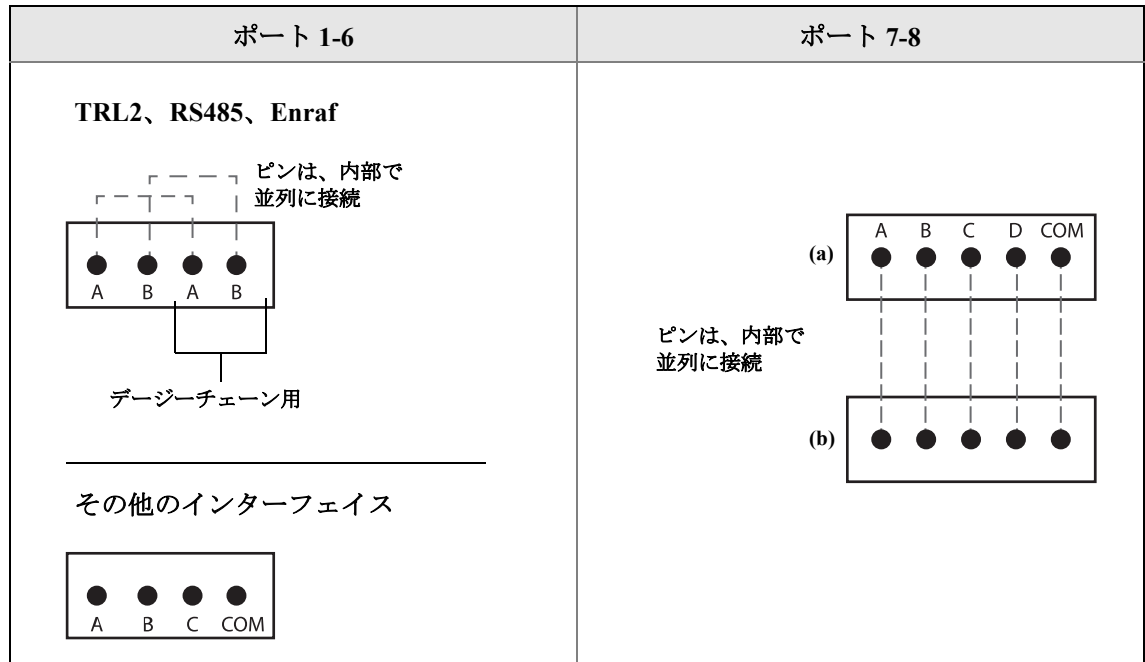 ポート 1-6
ポート 7-8
TRL2、RS485、Enraf
ピンは、内部で
並列に接続
A B A B
デージーチェーン用
その他のインターフェイス
A B C COM
(a)
A B C D COM
ピンは、内部で
並列に接続
(b)